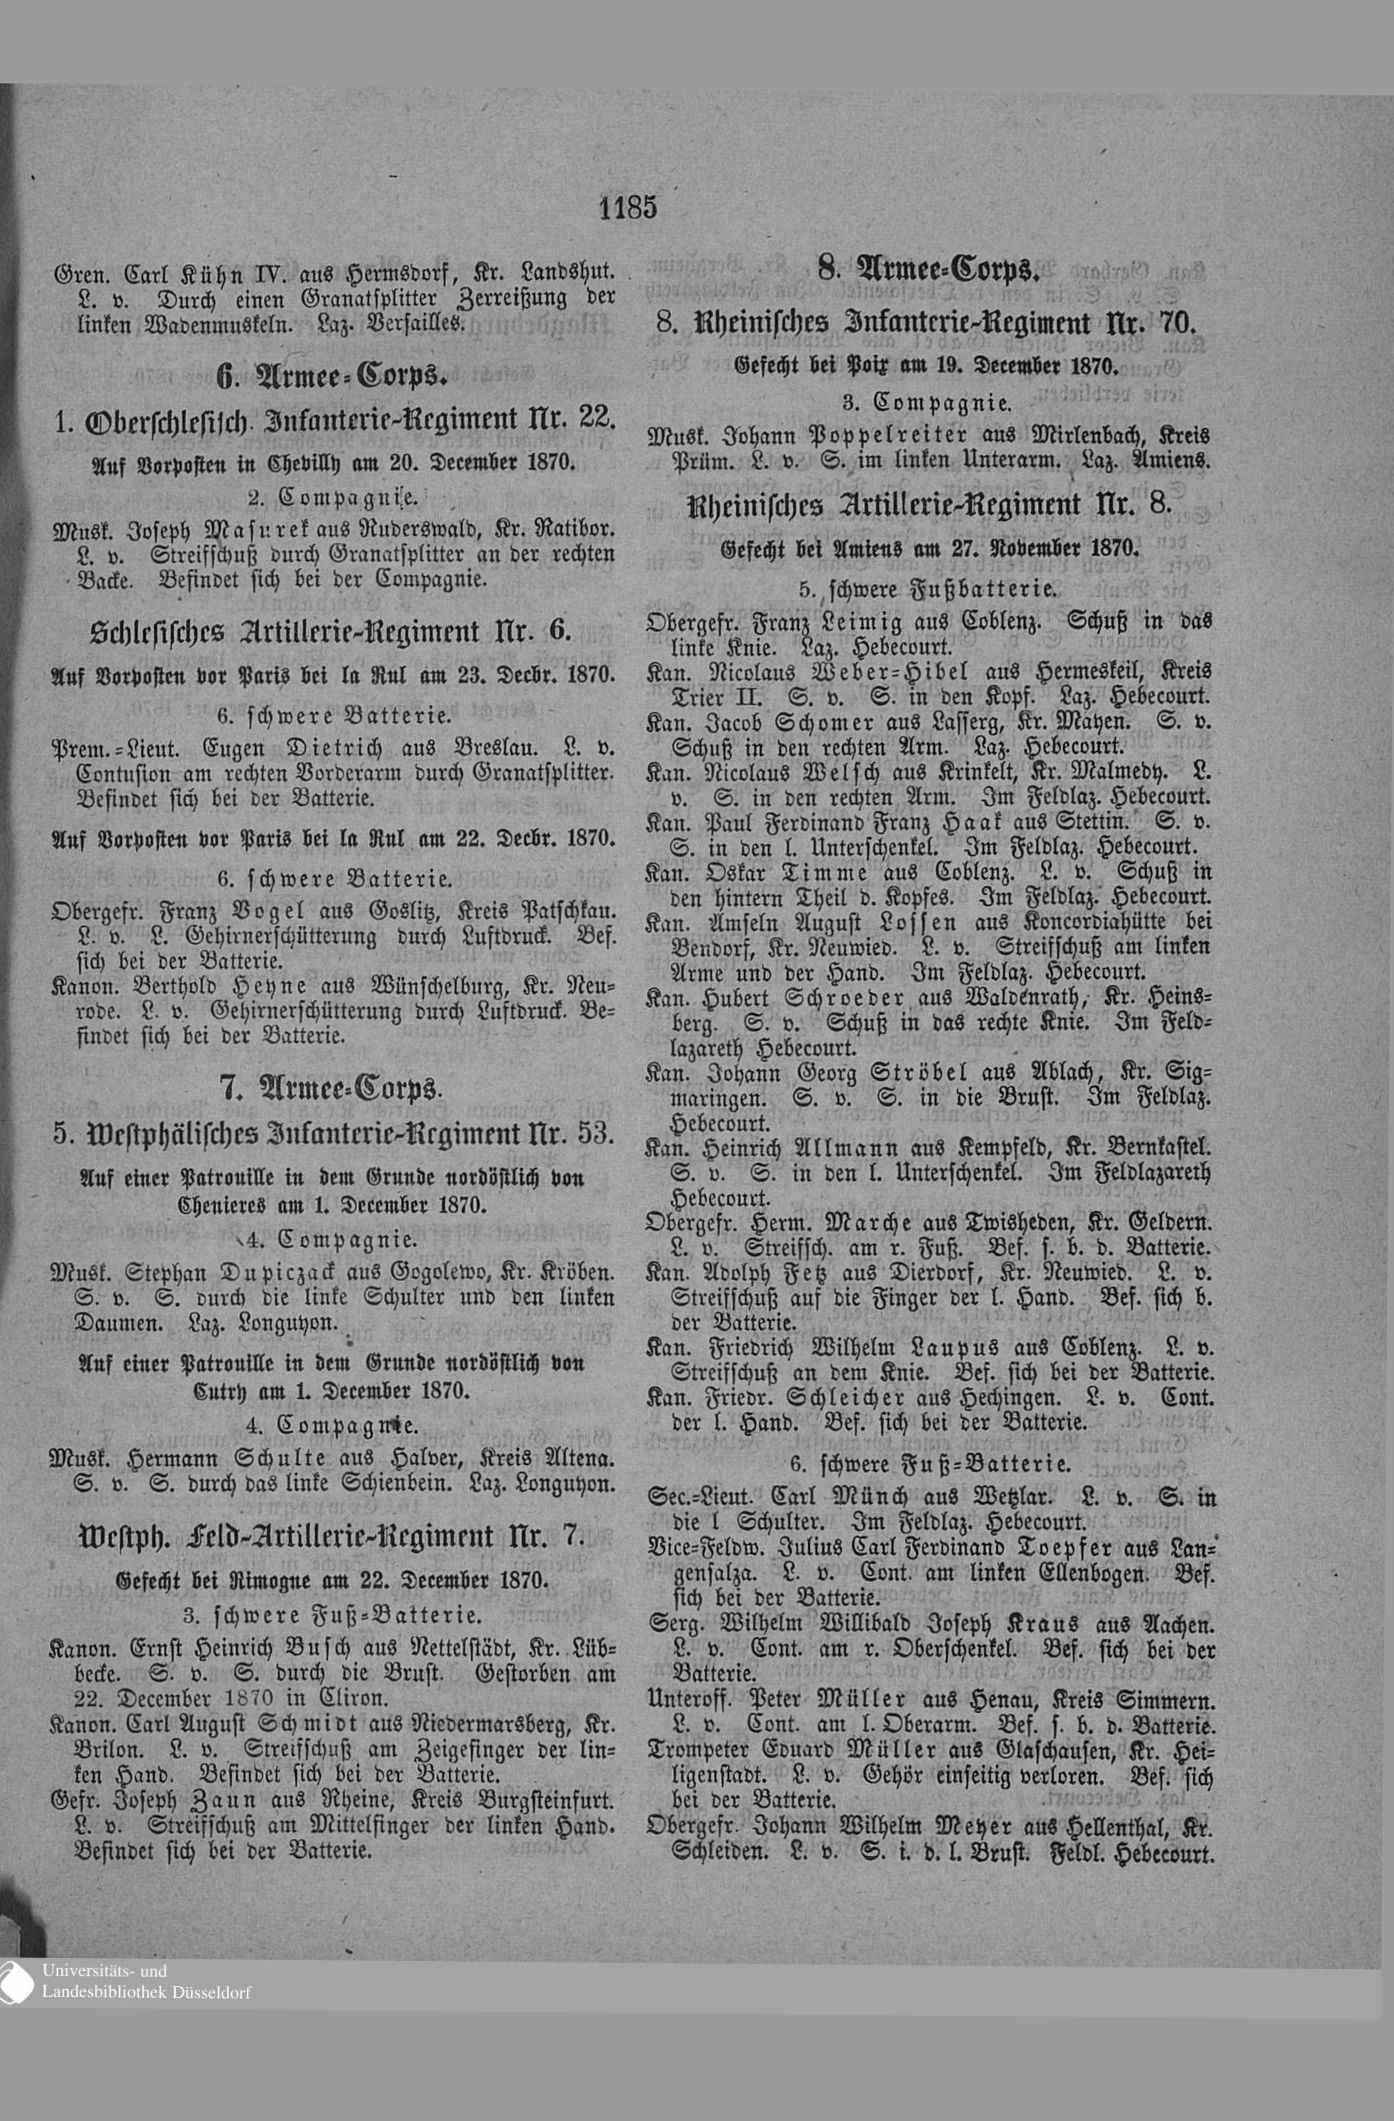 1185
Gren. Carl Kühn IV. aus Hermsdorf, Kr. Landshut.
L. v. Durch einen Granatsplitter Zerreißung der
linken Wadenmuskeln. Laz. Versailles.
6. Armee-Corps.
1. Oberschlesisch. Infanterie-Regiment Nr. 22.
Auf Vorposten in Chevilly am 20. December 1870.
2. Compagnie.
Musk. Joseph Masurek aus Ruderswald, Kr. Ratibor.
L. v. Streifschuß durch Granatsplitter an der rechten
Backe. Befindet sich bei der Compagnie.
Schlesisches Artillerie-Regiment Nr. 6.
Auf Vorposten vor Paris bei la Rul am 23. Decbr. 1870.
6. schwere Batterie.
Prem.-Lieut. Eugen Dietrich aus Breslau. L. v.
Contusion am rechten Vorderarm durch Granatsplitter.
Befindet sich bei der Batterie.
Auf Vorposten vor Paris bei la Rul am 22. Decbr. 1870.
6. schwere Batterie.
Obergefr. Franz Vogel aus Goslitz, Kreis Patschkau.
L. v. L. Gehirnerschütterung durch Luftdruck. Bef.
sich bei der Batterie.
Kanon. Berthold Heyne aus Wünschelburg, Kr. Neu-
rode. L. v. Gehirnerschütterung durch Luftdruck. Be-
findet sich bei der Batterie.
7. Armee-Corps.
5. Westphälisches Infanterie-Regiment Nr. 53.
Auf einer Patrouille in dem Grunde nordöstlich von
Chenieres am 1. December 1870.
4. Compagnie.
Musk. Stephan Dupiczack aus Gogolewo, Kr. Kröben.
S. v. S. durch die linke Schulter und den linken
Daumen. Laz. Longuyon.
Auf einer Patrouille in dem Grunde nordöstlich von
Cutry am 1. December 1870.
4. Compagnie.
Musk. Hermann Schulte aus Halver, Kreis Altena.
S. v. S. durch das linke Schienbein. Laz. Longuyon.
Westph. Feld-Artillerie-Regiment Nr. 7.
Gefecht bei Rimogne am 22. December 1870.
3. schwere Fuß-Batterie.
Kanon. Ernst Heinrich Busch aus Nettelstädt, Kr. Lüb-
becke. S. v. S. durch die Brust. Gestorben am
22. December 1870 in Cliron.
Kanon. Carl August Schmidt aus Niedermarsberg, Kr.
Brilon. L. v. Streifschuß am Zeigefinger der lin-
ken Hand. Befindet sich bei der Batterie.
Gefr. Joseph Zaun aus Rheine, Kreis Burgsteinfurt.
L. v. Streifschuß am Mittelfinger der linken Hand.
Befindet sich bei der Batterie.
8. Armee-Corps.
8. Rheinisches Infanterie-Regiment Nr. 70.
Gefecht bei Poix am 19. December 1870.
3. Compagnie.
Musk. Johann Poppelreiter aus Mirlenbach, Kreis
Prüm. L. v. S. im linken Unterarm. Laz. Amiens.
Rheinisches Artillerie-Regiment Nr. 8.
Gefecht bei Amiens am 27. November 1870.
5. schwere Fußbatterie.
Obergefr. Franz Leimig aus Coblenz. Schuß in das
linke Knie. Laz. Hebecourt.
Kan. Nicolaus Weber-Hibel aus Hermeskeil, Kreis
Trier II. S. v. S. in den Kopf. Laz. Hebecourt.
Kan. Jacob Schomer aus Lasserg, Kr. Mayen. S. v.
Schuß in den rechten Arm. Laz. Hebecourt.
Kan. Nicolaus Welsch aus Krinkelt, Kr. Malmedy. L.
v. S. in den rechten Arm. Im Feldlaz. Hebecourt.
Kan. Paul Ferdinand Franz Haak aus Stettin. S. v.
S. in den l. Unterschenkel. Im Feldlaz. Hebecourt.
Kan. Oskar Timme aus Coblenz. L. v. Schuß in
den hintern Theil d. Kopfes. Im Feldlaz. Hebecourt.
Kan. Amseln August Lossen aus Koncordiahütte bei
Bendorf, Kr. Neuwied. L. v. Streifschuß am linken
Arme und der Hand. Im Feldlaz. Hebecourt.
Kan. Hubert Schroeder aus Waldenrath, Kr. Heins-
berg. S. v. Schuß in das rechte Knie. Im Feld-
lazareth Hebecourt.
Kan. Johann Georg Ströbel aus Ablach, Kr. Sig-
maringen. S. v. S. in die Brust. Im Feldlaz.
Hebecourt.
Kan. Heinrich Allmann aus Kempfeld, Kr. Bernkastel.
S. v. S. in den l. Unterschenkel. Im Feldlazareth
Hebecourt.
Obergefr. Herm. Marche aus Twisheden, Kr. Geldern.
L. v. Streifsch. am r. Fuß. Bef. s. b. d. Batterie.
Kan. Adolph Fetz aus Dierdorf, Kr. Neuwied. L. v.
Streifschuß auf die Finger der l. Hand. Bef. sich b.
der Batterie.
Kan. Friedrich Wilhelm Laupus aus Coblenz. L. v.
Streifschuß an dem Knie. Bef. sich bei der Batterie.
Kan. Friedr. Schleicher aus Hechingen. L. v. Cont.
der l. Hand. Bef. sich bei der Batterie.
6. schwere Fuß-Batterie.
Sec.-Lieut. Carl Münch aus Wetzlar. L. v. S. in
die l Schulter. Im Feldlaz. Hebecourt.
Vice-Feldw. Julius Carl Ferdinand Toepfer aus Lan-
gensalza. L. v. Cont. am linken Ellenbogen. Bef.
sich bei der Batterie.
Serg. Wilhelm Willibald Joseph Kraus aus Aachen.
L. v. Cont. am r. Oberschenkel. Bef. sich bei der
Batterie.
Unteroff. Peter Müller aus Henau, Kreis Simmern.
L. v. Cont. am l. Oberarm. Bef. s. b. d. Batterie.
Trompeter Eduard Müller aus Glaschausen, Kr. Hei-
ligenstadt. L. v. Gehör einseitig verloren. Bef. sich
bei der Batterie.
Obergefr. Johann Wilhelm Meyer aus Hellenthal, Kr.
Schleiden. L. v. S. i. d. l. Brust. Feldl. Hebecourt.
Universitäts- und
Landesbibliothek Düsseldorf